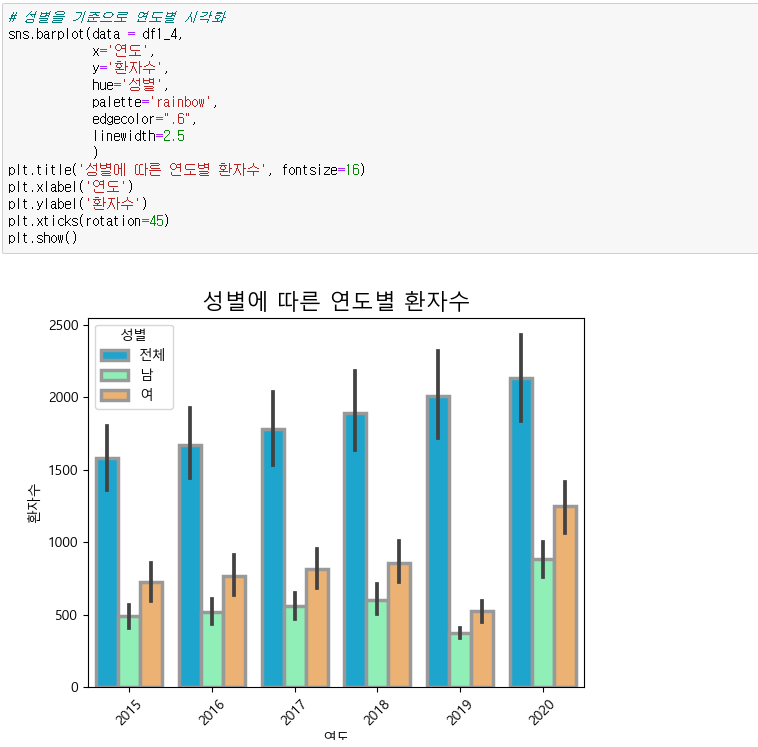 # 성별을 기준으로 연도별 시각화
sns.barplot(data = df1_4,
            x='연도',
            y='환자수',
            hue='성별',
            palette='rainbow',
            edgecolor=".6",
            linewidth=2.5
            )
plt.title('성별에 따른 연도별 환자수', fontsize=16)
plt.xlabel('연도')
plt.ylabel('환자수')
plt.xticks(rotation=45)
plt.show()
성별에 따른 연도별 환자수
성별
전체
남
여
2500
2000
1500
1000
500
0
환자수
2015 2016 2017 2018 2019 2020
연도